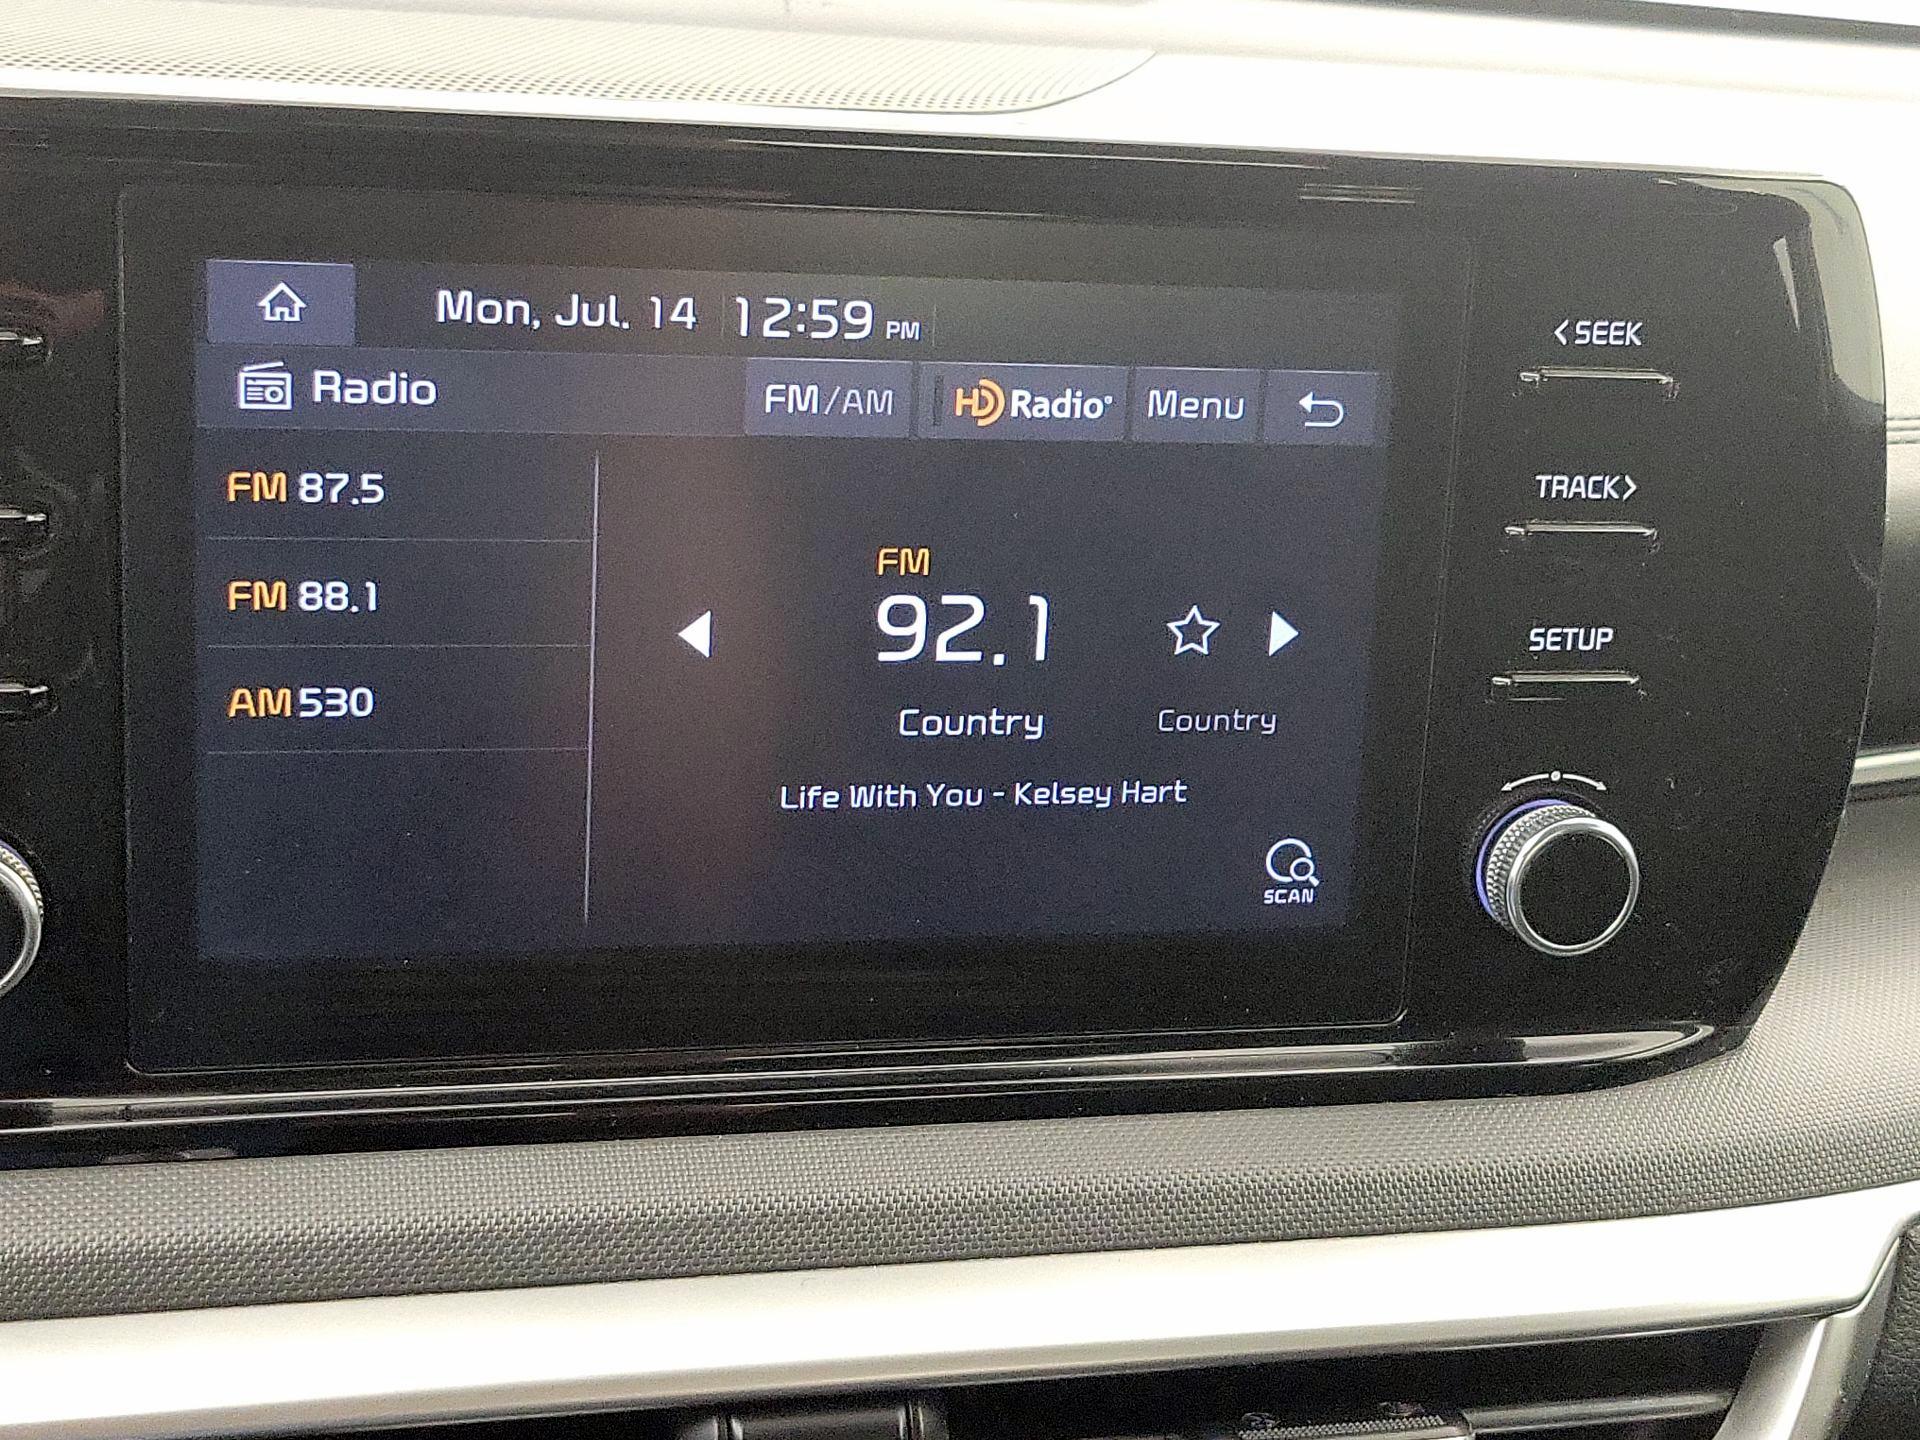 Mon, Jul. 14 12:59 PM
Radio FM/AM HD Radio® Menu
FM 87.5
FM 88.1
AM 530
FM
92.1
Country Country
Life With You - Kelsey Hart
SCAN
<SEEK
TRACK>
SETUP